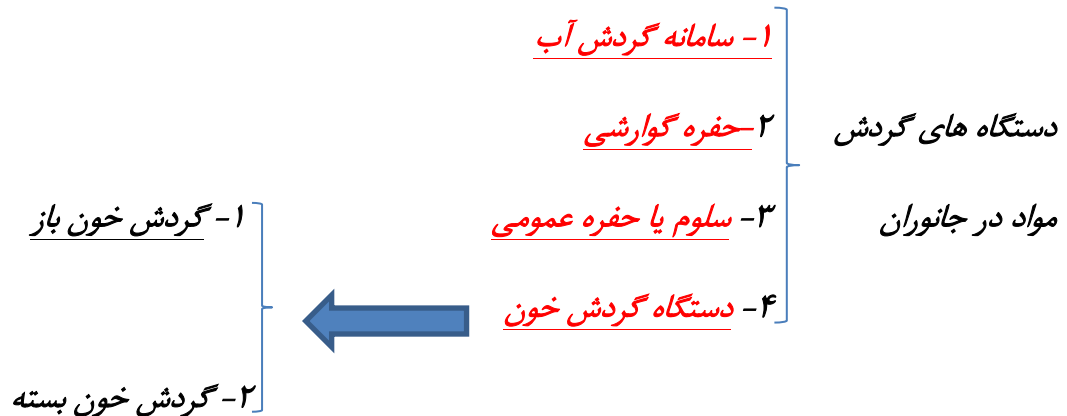 دستگاه های گردش
مواد در جانوران
۱- سامانه گردش آب
۲-حفره گوارشی
۳- سلوم یا حفره عمومی
۴- دستگاه گردش خون
۱- گردش خون باز
۲- گردش خون بسته